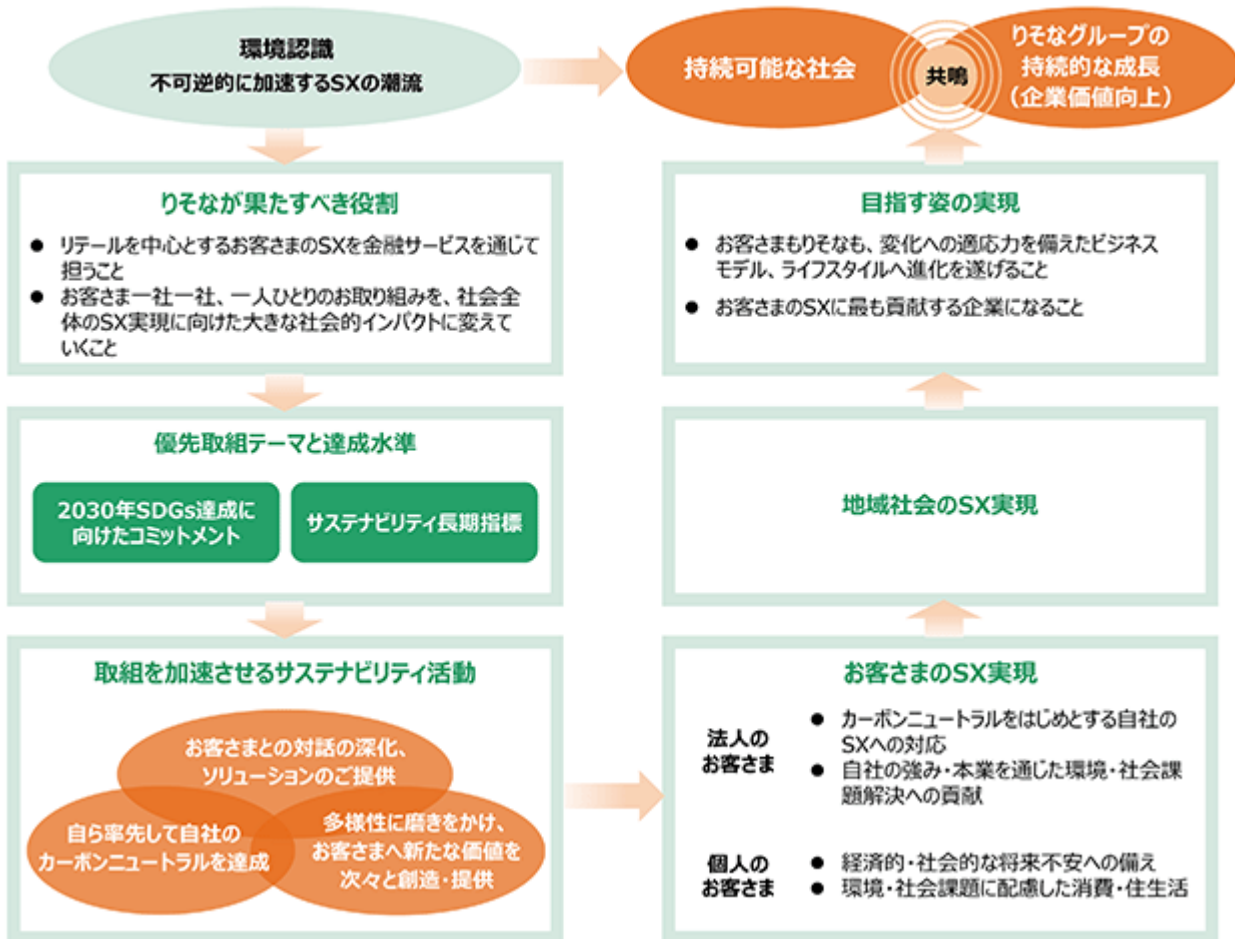 環境認識
不可逆的に加速するSXの潮流
持続可能な社会
共鳴
りそなグループの
持続的な成長
(企業価値向上)
りそなが果たすべき役割
● リテールを中心とするお客さまのSXを金融サービスを通じて
担うこと
● お客さま一社一社、一人ひとりのお取り組みを、社会全
体のSX実現に向けた大きな社会的インパクトに変えて
いくこと
優先取組テーマと達成水準
2030年SDGs達成に
向けたコミットメント
サステナビリティ長期指標
取組を加速させるサステナビリティ活動
お客さまとの対話の深化、
ソリューションのご提供
自ら率先して自社の
カーボンニュートラルを達成
多様性に磨きをかけ、
お客さまへ新たな価値を
次々と創造・提供
お客さまのSX実現
法人の
お客さま
● カーボンニュートラルをはじめとする自社の
SXへの対応
● 自社の強み・本業を通じた環境・社会課
題解決への貢献
個人の
お客さま
● 経済的・社会的な将来不安への備え
● 環境・社会課題に配慮した消費・住生活
地域社会のSX実現
目指す姿の実現
● お客さまもりそなも、変化への適応力を備えたビジネス
モデル、ライフスタイルへ進化を遂げること
● お客さまのSXに最も貢献する企業になること